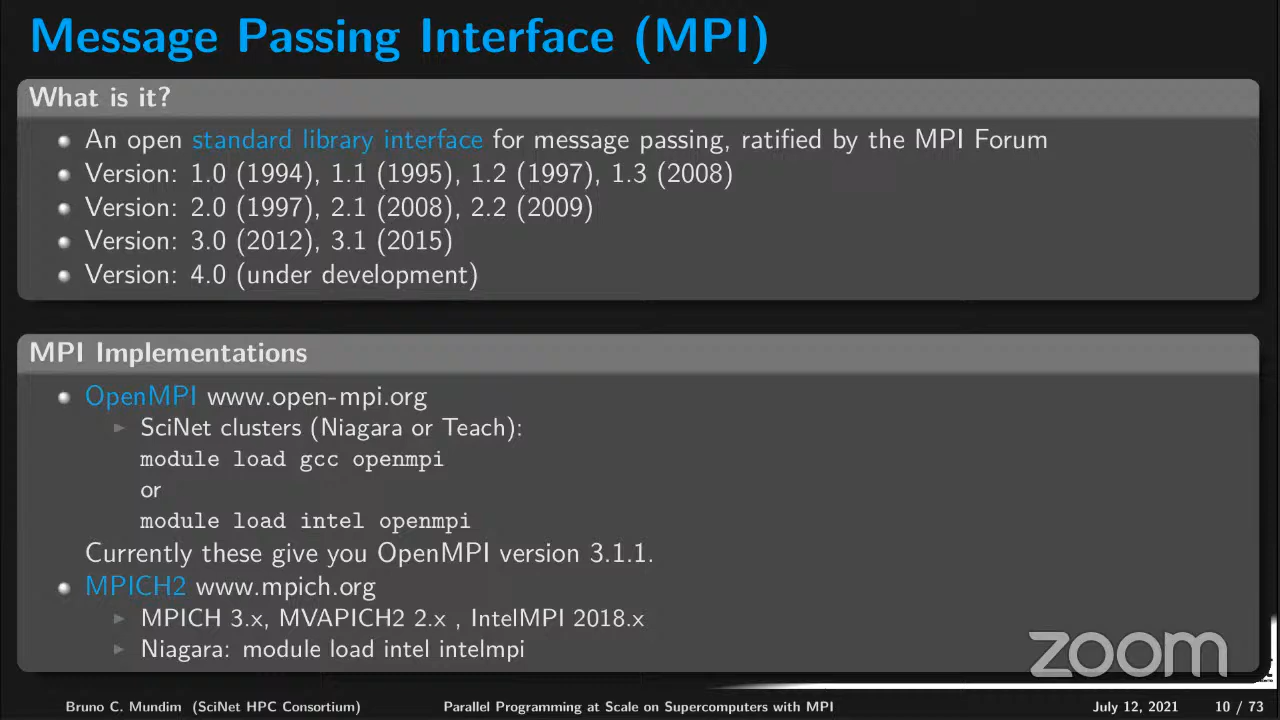 Message Passing Interface (MPI)
What is it?
An open standard library interface for message passing, ratified by the MPI Forum
Version: 1.0 (1994), 1.1 (1995), 1.2 (1997), 1.3 (2008)
Version: 2.0 (1997), 2.1 (2008), 2.2 (2009)
Version: 3.0 (2012), 3.1 (2015)
Version: 4.0 (under development)
MPI Implementations
OpenMPI www.open-mpi.org
SciNet clusters (Niagara or Teach):
module load gcc openmpi
or
module load intel openmpi
Currently these give you OpenMPI version 3.1.1.
MPICH2 www.mpich.org
MPICH 3.x, MVAPICH2 2.x , IntelMPI 2018.x
Niagara: module load intel intelmpi
zoom
Bruno C. Mundim (SciNet HPC Consortium) Parallel Programming at Scale on Supercomputers with MPI July 12, 2021 10 / 73